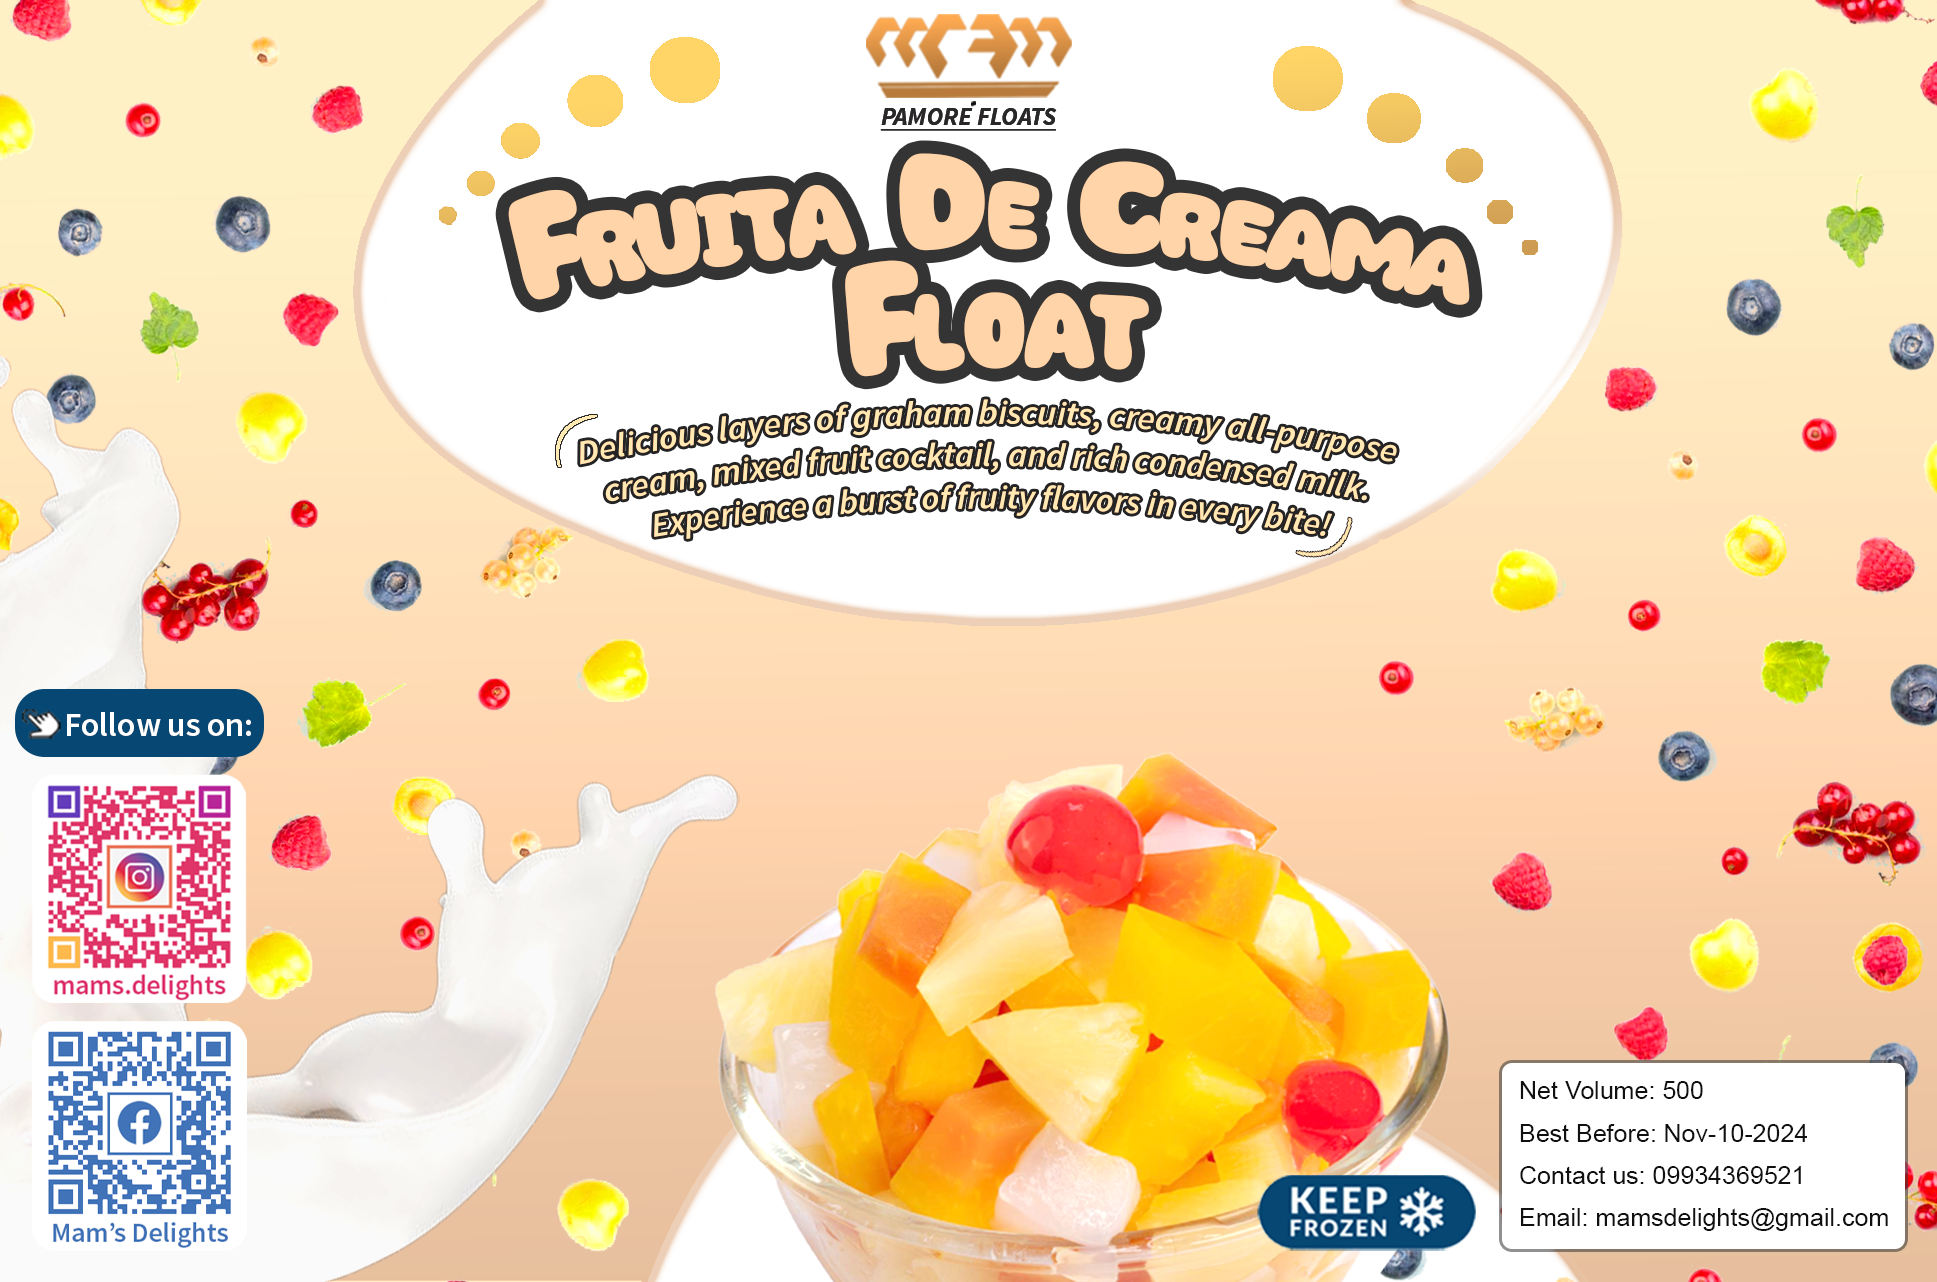 PAMORÉ FLOATS
FRUITA DE CREAMA
FLOAT
Delicious layers of graham biscuits, creamy all-purpose
cream, mixed fruit cocktail, and rich condensed milk.
Experience a burst of fruity flavors in every bite!
Follow us on:
mams.delights
Mam's Delights
KEEP
FROZEN
Net Volume: 500
Best Before: Nov-10-2024
Contact us: 09934369521
Email: mamsdelights@gmail.com